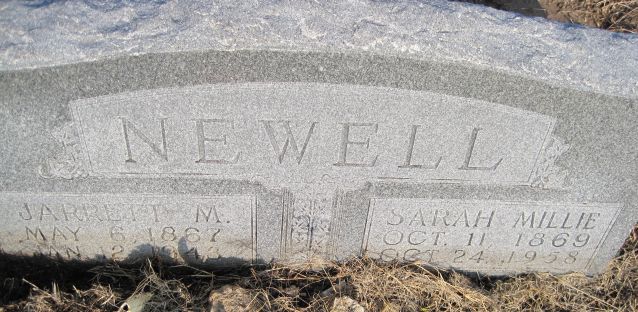 NEWELL
JARRETT M.
MAY 6 1867
SARAH MILLIE
OCT. 11 1869
OCT 24, 1958